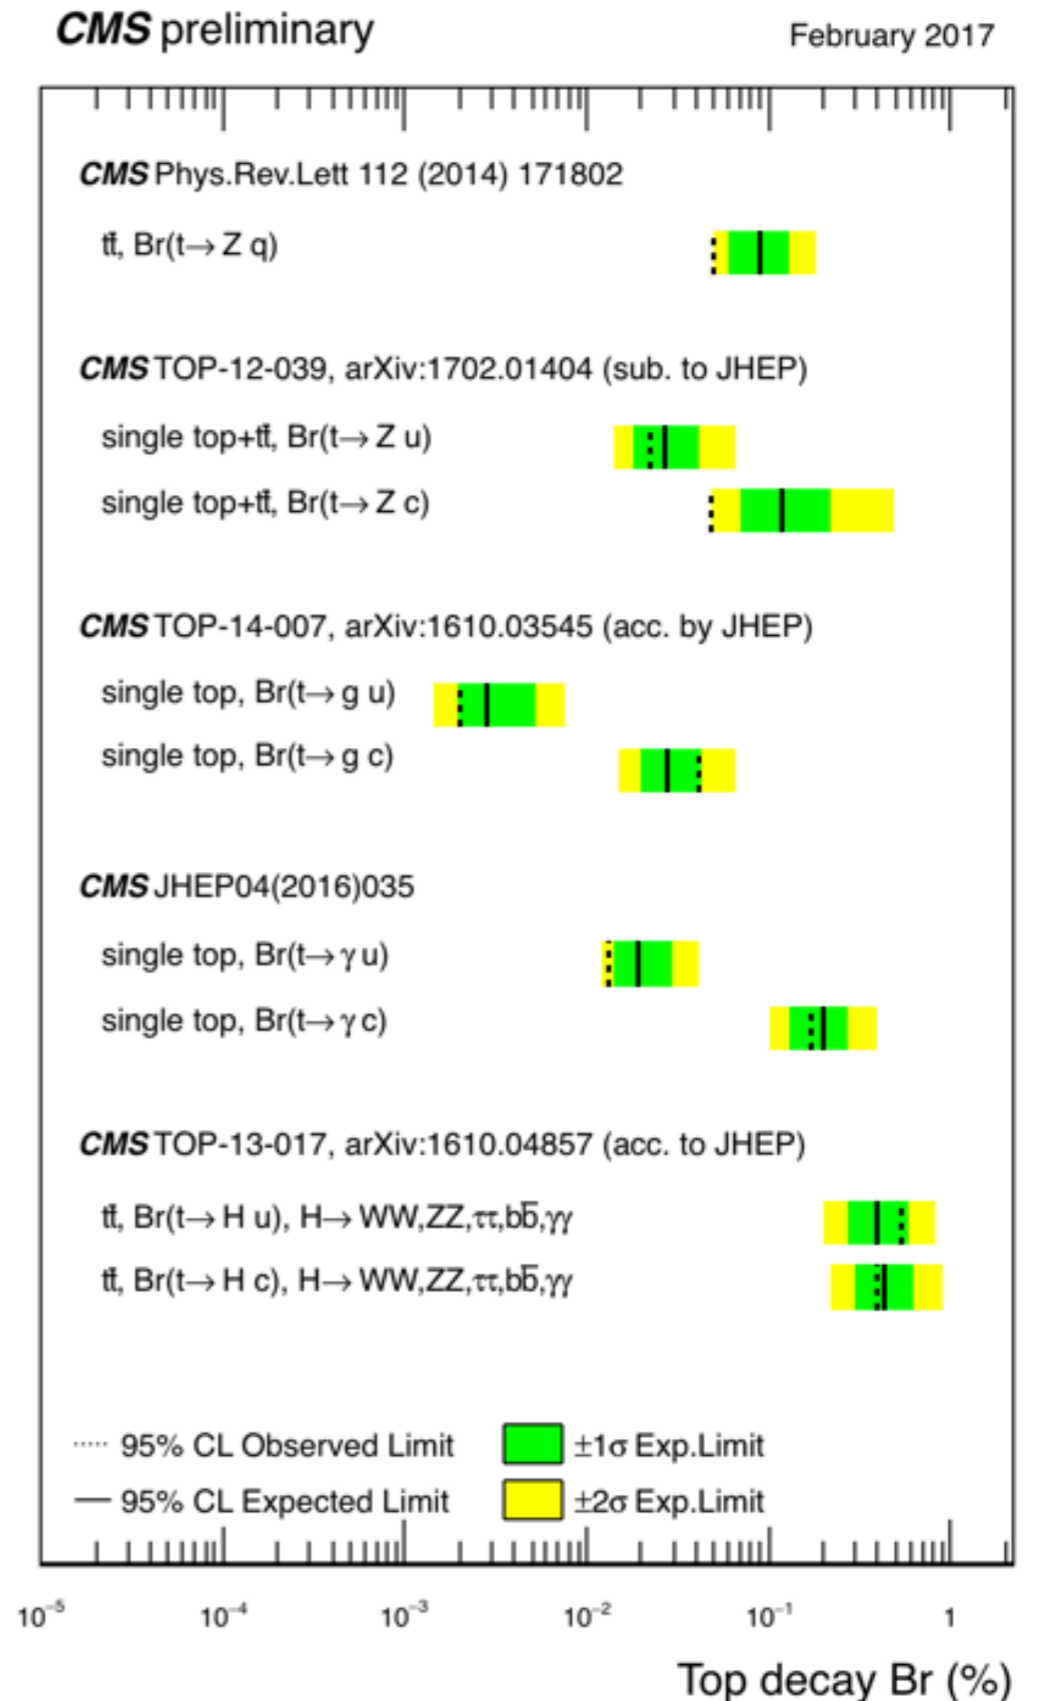 CMS preliminary February 2017
CMS Phys.Rev.Lett 112 (2014) 171802
tt̄, Br(t→ Z q)
CMS TOP-12-039, arXiv:1702.01404 (sub. to JHEP)
single top+tt̄, Br(t→ Z u)
single top+tt̄, Br(t→ Z c)
CMS TOP-14-007, arXiv:1610.03545 (acc. by JHEP)
single top, Br(t→ g u)
single top, Br(t→ g c)
CMS JHEP04(2016)035
single top, Br(t→ γ u)
single top, Br(t→ γ c)
CMS TOP-13-017, arXiv:1610.04857 (acc. to JHEP)
tt̄, Br(t→ H u), H→ WW,ZZ,ττ,bb̄,γγ
tt̄, Br(t→ H c), H→ WW,ZZ,ττ,bb̄,γγ
95% CL Observed Limit ±1σ Exp.Limit
95% CL Expected Limit ±2σ Exp.Limit
10⁻⁵ 10⁻⁴ 10⁻³ 10⁻² 10⁻¹ 1
Top decay Br (%)